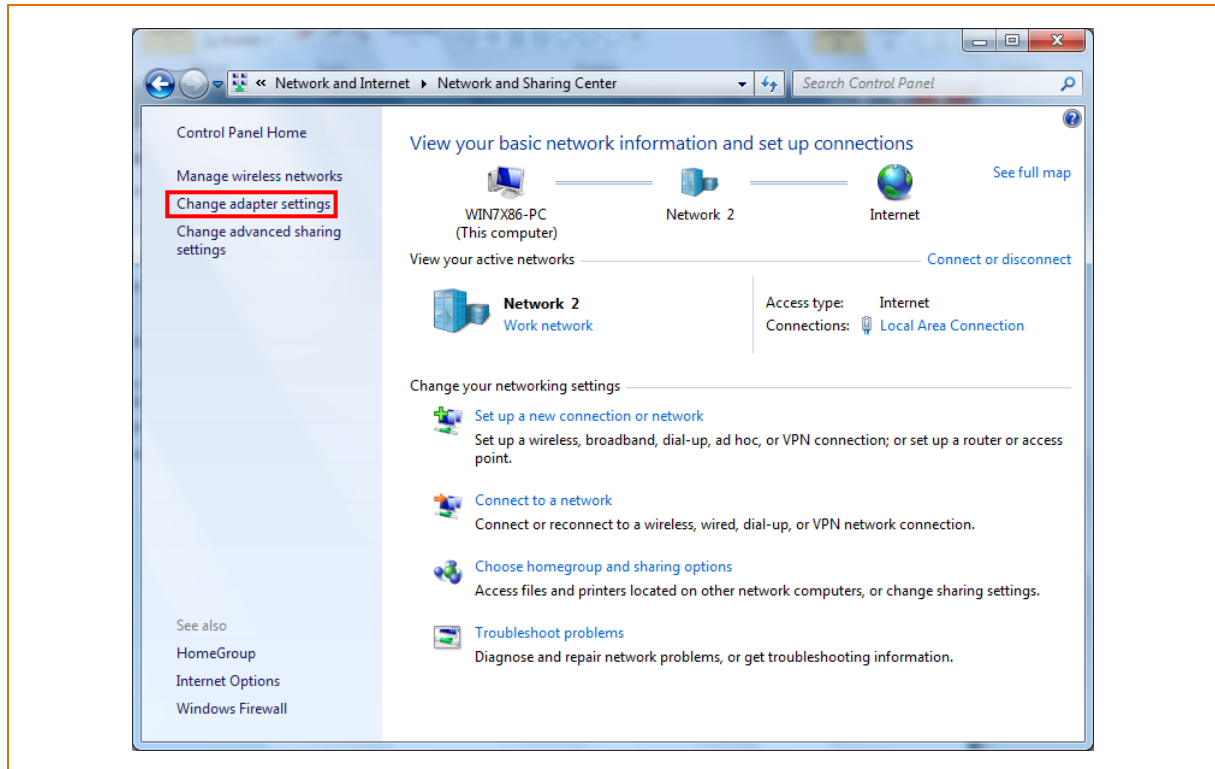 « Network and Internet ▸ Network and Sharing Center
Search Control Panel
Control Panel Home
Manage wireless networks
Change adapter settings
Change advanced sharing
settings
See also
HomeGroup
Internet Options
Windows Firewall
View your basic network information and set up connections
See full map
WIN7X86-PC
(This computer)
Network 2
Internet
View your active networks
Connect or disconnect
Network 2
Work network
Access type: Internet
Connections: Local Area Connection
Change your networking settings
Set up a new connection or network
Set up a wireless, broadband, dial-up, ad hoc, or VPN connection; or set up a router or access
point.
Connect to a network
Connect or reconnect to a wireless, wired, dial-up, or VPN network connection.
Choose homegroup and sharing options
Access files and printers located on other network computers, or change sharing settings.
Troubleshoot problems
Diagnose and repair network problems, or get troubleshooting information.